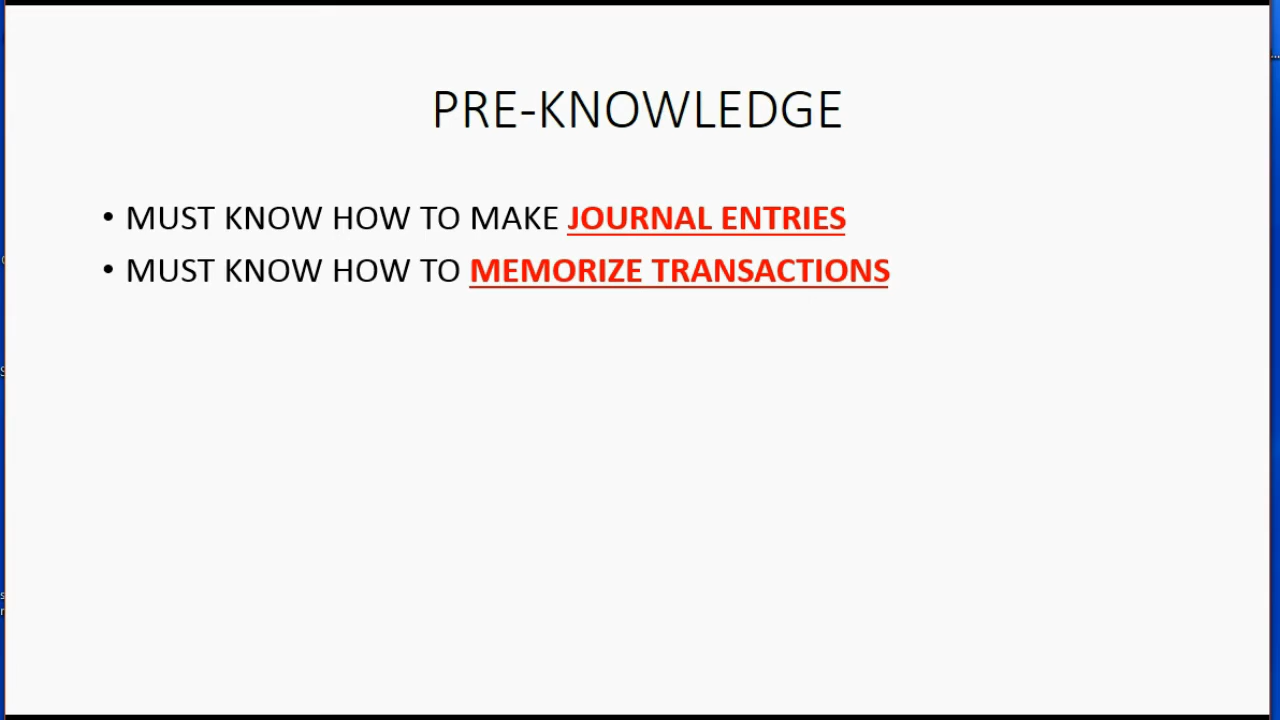 PRE-KNOWLEDGE
• MUST KNOW HOW TO MAKE JOURNAL ENTRIES
• MUST KNOW HOW TO MEMORIZE TRANSACTIONS